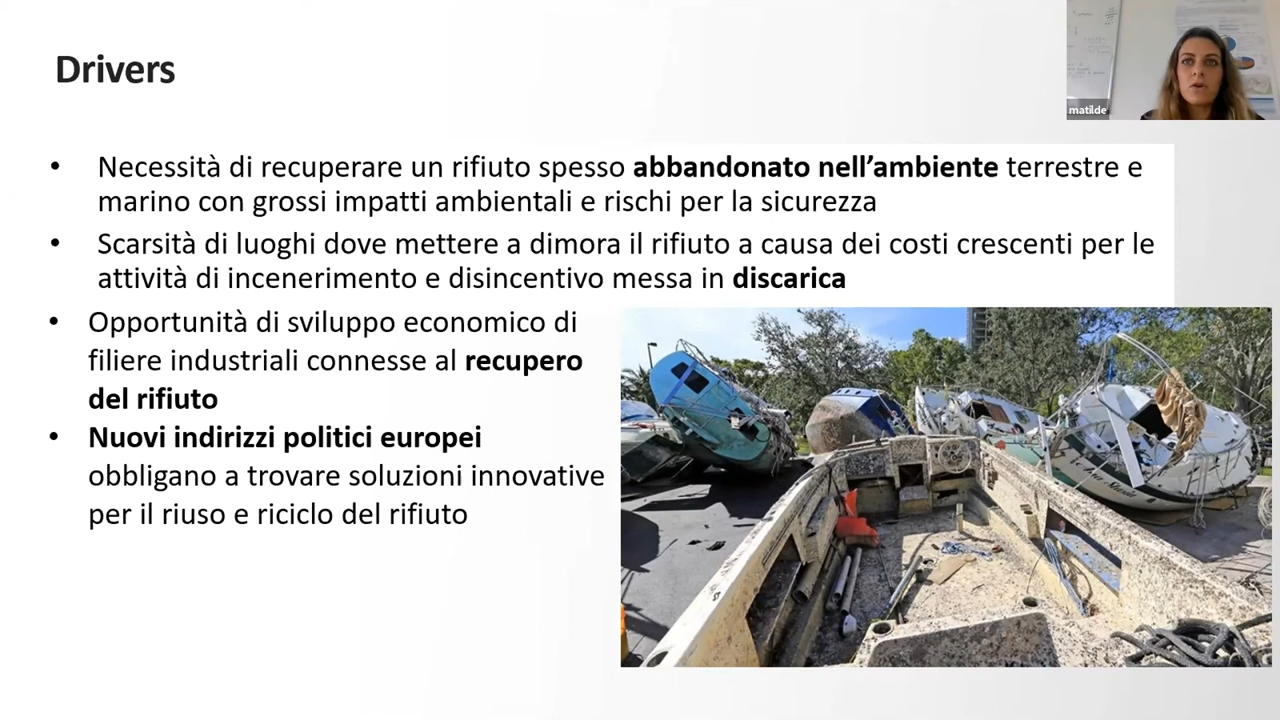 Drivers
matilde
• Necessità di recuperare un rifiuto spesso abbandonato nell’ambiente terrestre e
marino con grossi impatti ambientali e rischi per la sicurezza
• Scarsità di luoghi dove mettere a dimora il rifiuto a causa dei costi crescenti per le
attività di incenerimento e disincentivo messa in discarica
• Opportunità di sviluppo economico di
filiere industriali connesse al recupero
del rifiuto
• Nuovi indirizzi politici europei
obbligano a trovare soluzioni innovative
per il riuso e riciclo del rifiuto